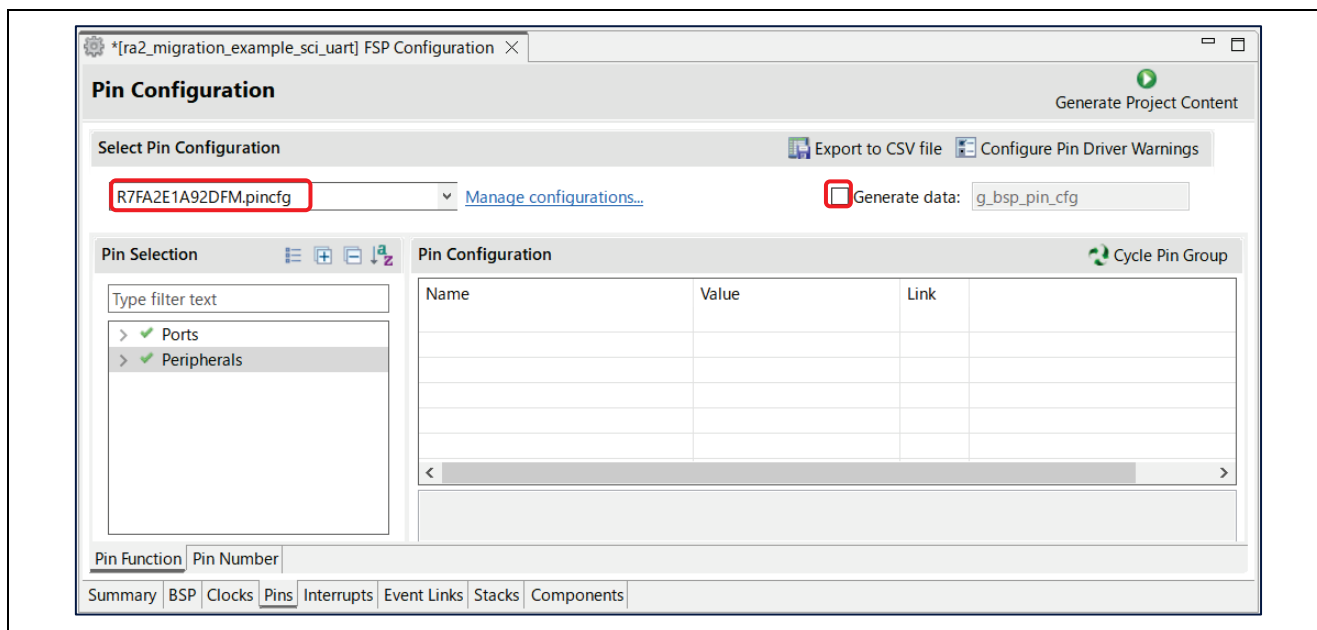 *[ra2_migration_example_sci_uart] FSP Configuration
Pin Configuration
Generate Project Content
Select Pin Configuration
Export to CSV file Configure Pin Driver Warnings
R7FA2E1A92DFM.pincfg Manage configurations... Generate data: g_bsp_pin_cfg
Pin Selection
Type filter text
Ports
Peripherals
Pin Configuration Cycle Pin Group
Name Value Link
Pin Function Pin Number
Summary BSP Clocks Pins Interrupts Event Links Stacks Components